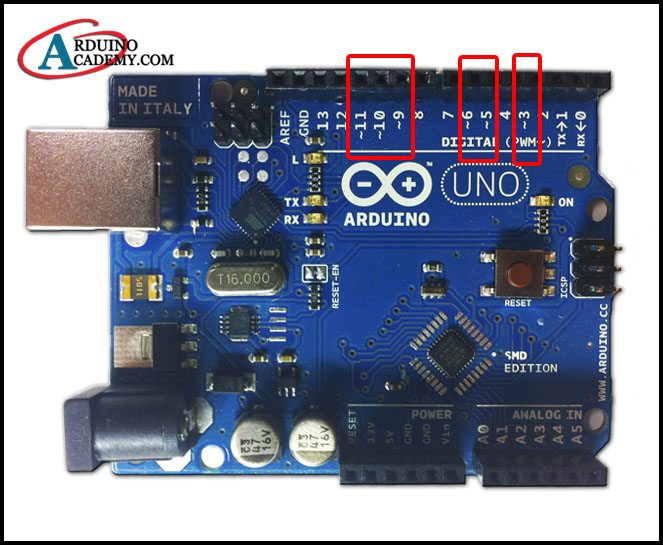 ARDUINO
ACADEMY.COM
MADE
IN ITALY
AREF
GND
13
12
~11
~10
~9
8
7
~6
~5
4
~3
2
TX→1
RX←0
DIGITAL (PWM~)
L
TX
RX
ARDUINO
™
UNO
ON
T16.000
RESET-EN
RESET
ICSP
SMD
EDITION
WWW.ARDUINO.CC
POWER
ANALOG IN
RESET
3.3V
5V
GND
GND
Vin
A0
A1
A2
A3
A4
A5
47
16V
47
16V